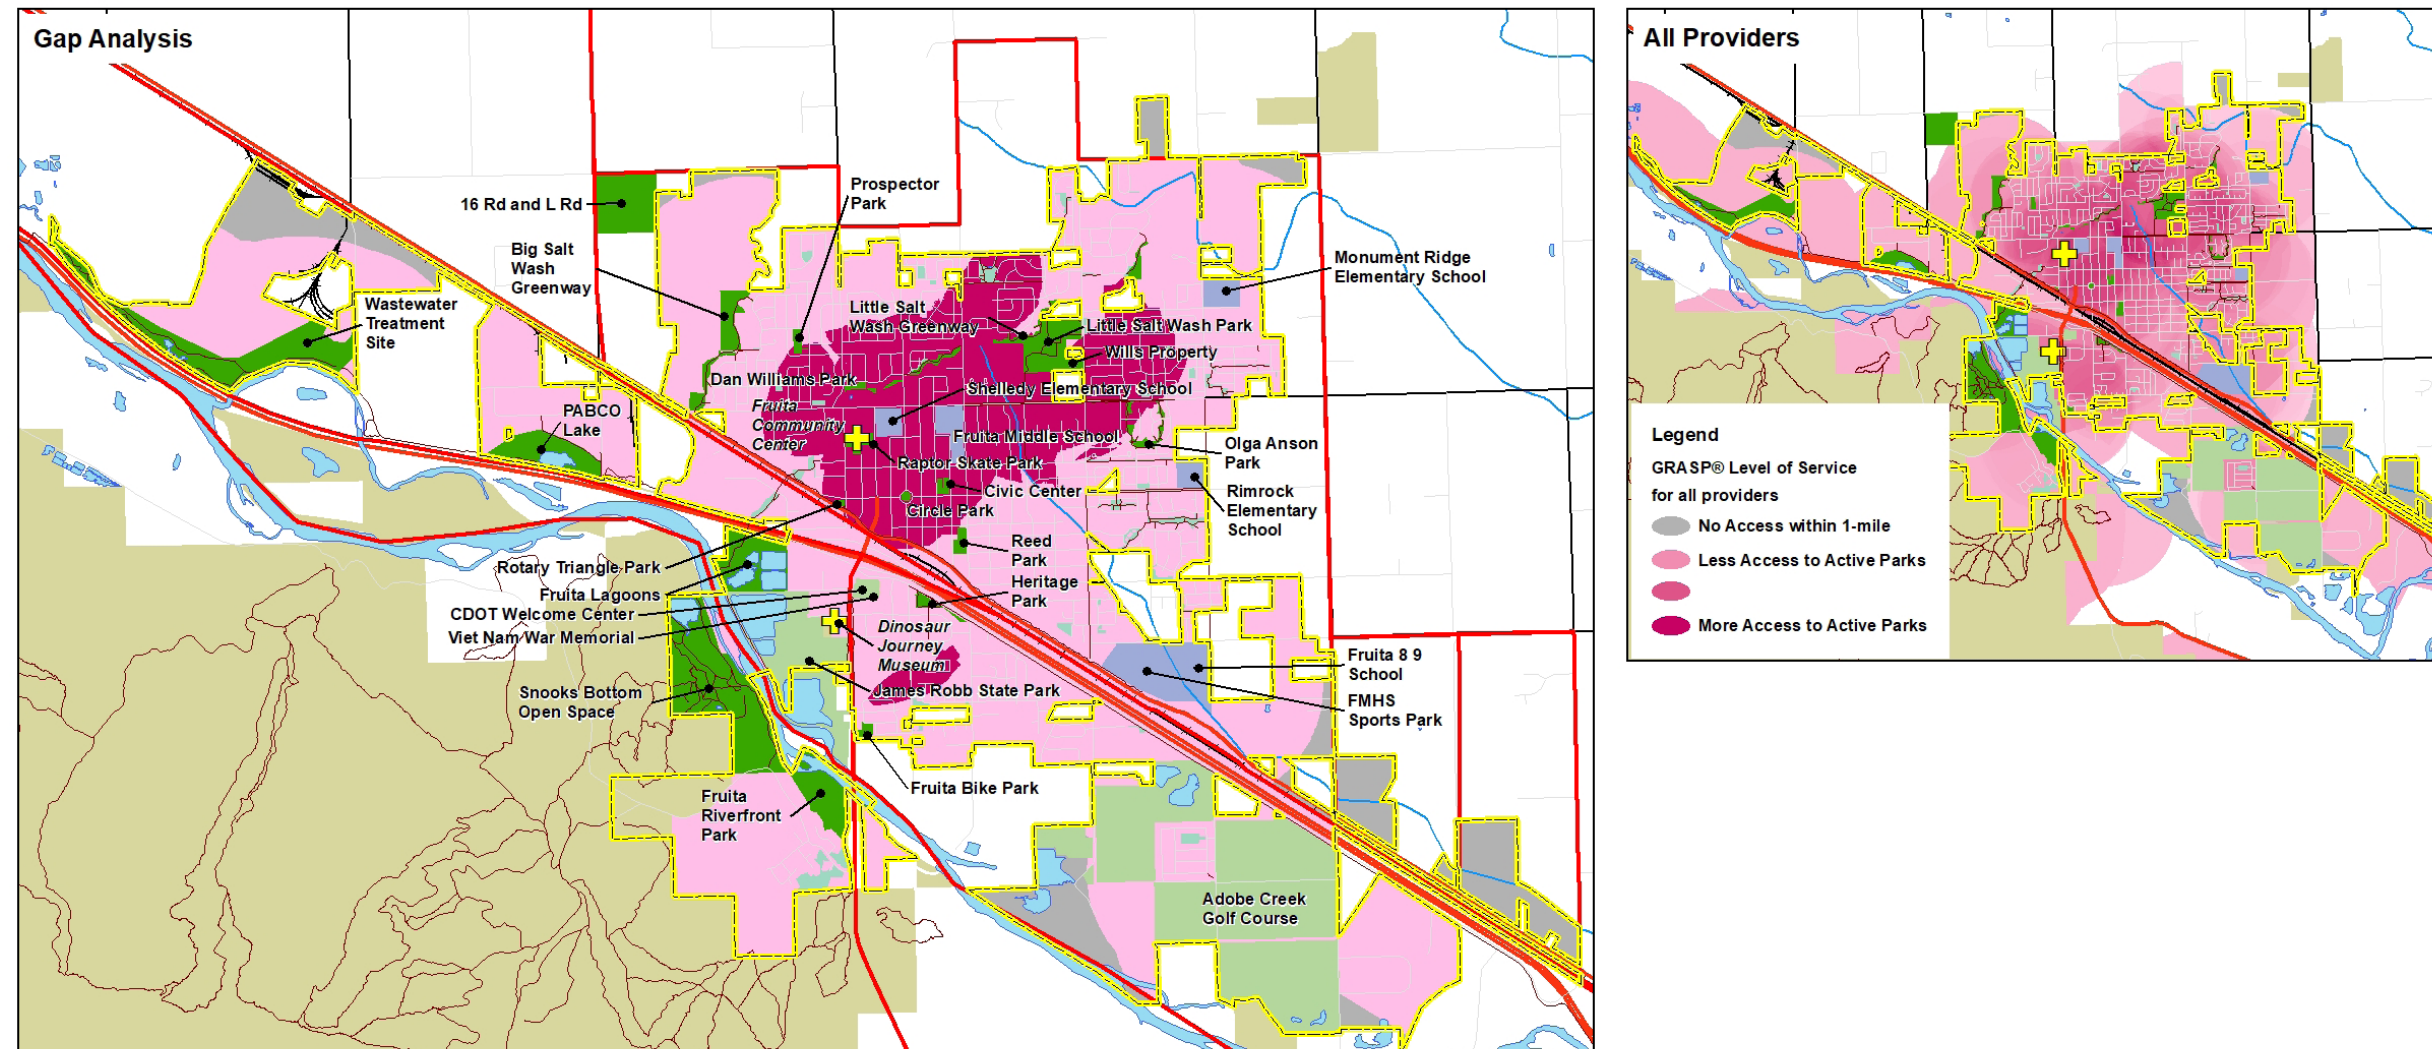 Gap Analysis
16 Rd and L Rd
Prospector
Park
Big Salt
Wash
Greenway
Wastewater
Treatment
Site
Little Salt
Wash Greenway
Little Salt Wash Park
Wills Property
Monument Ridge
Elementary School
Dan Williams Park
Shelledy Elementary School
Fruita
Community
Center
PABCO
Lake
Fruita Middle School
Raptor Skate Park
Olga Anson
Park
Civic Center
Circle Park
Rimrock
Elementary
School
Reed
Park
Rotary Triangle Park
Fruita Lagoons
CDOT Welcome Center
Viet Nam War Memorial
Heritage
Park
Dinosaur
Journey
Museum
Snooks Bottom
Open Space
James Robb State Park
Fruita 8 9
School
FMHS
Sports Park
Fruita Bike Park
Fruita
Riverfront
Park
Adobe Creek
Golf Course
All Providers
Legend
GRASP® Level of Service
for all providers
No Access within 1-mile
Less Access to Active Parks
More Access to Active Parks